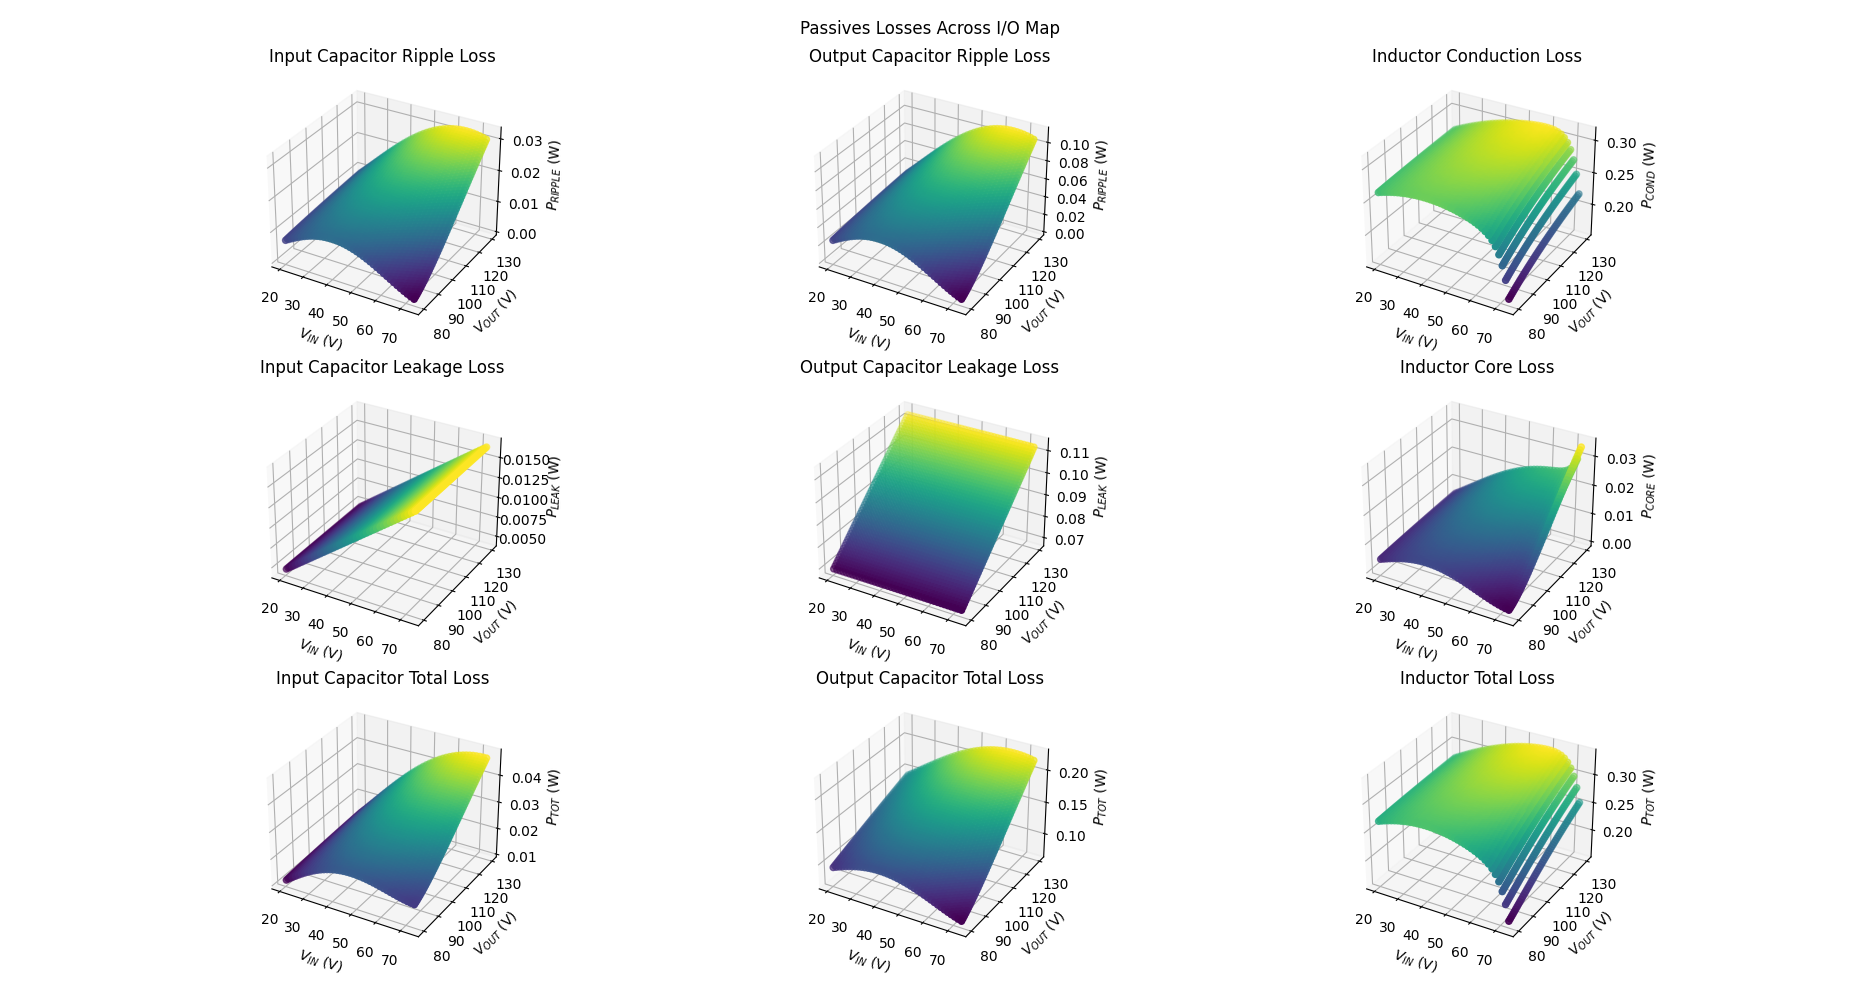 Passives Losses Across I/O Map
Input Capacitor Ripple Loss
0.03
0.02
0.01
0.00
P_RIPPLE (W)
20 30 40 50 60 70
V_IN (V)
80 90 100 110 120 130
V_OUT (V)
Output Capacitor Ripple Loss
0.10
0.08
0.06
0.04
0.02
0.00
P_RIPPLE (W)
20 30 40 50 60 70
V_IN (V)
80 90 100 110 120 130
V_OUT (V)
Inductor Conduction Loss
0.30
0.25
0.20
P_COND (W)
20 30 40 50 60 70
V_IN (V)
80 90 100 110 120 130
V_OUT (V)
Input Capacitor Leakage Loss
0.0150
0.0125
0.0100
0.0075
0.0050
P_LEAK (W)
20 30 40 50 60 70
V_IN (V)
80 90 100 110 120 130
V_OUT (V)
Output Capacitor Leakage Loss
0.11
0.10
0.09
0.08
0.07
P_LEAK (W)
20 30 40 50 60 70
V_IN (V)
80 90 100 110 120 130
V_OUT (V)
Inductor Core Loss
0.03
0.02
0.01
0.00
P_CORE (W)
20 30 40 50 60 70
V_IN (V)
80 90 100 110 120 130
V_OUT (V)
Input Capacitor Total Loss
0.04
0.03
0.02
0.01
P_TOT (W)
20 30 40 50 60 70
V_IN (V)
80 90 100 110 120 130
V_OUT (V)
Output Capacitor Total Loss
0.20
0.15
0.10
P_TOT (W)
20 30 40 50 60 70
V_IN (V)
80 90 100 110 120 130
V_OUT (V)
Inductor Total Loss
0.30
0.25
0.20
P_TOT (W)
20 30 40 50 60 70
V_IN (V)
80 90 100 110 120 130
V_OUT (V)